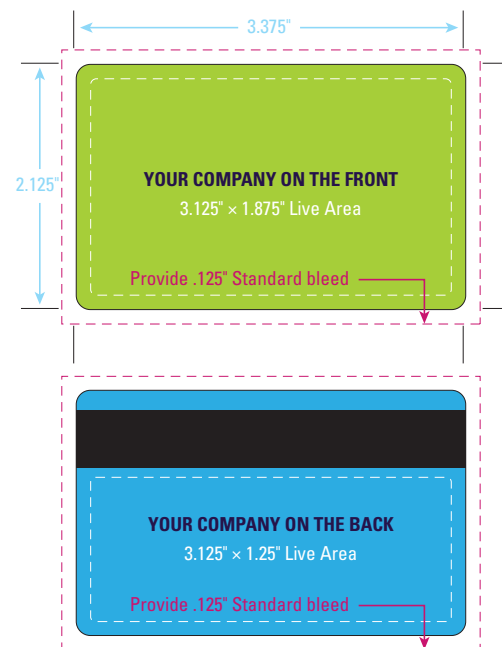 3.375"
2.125"
YOUR COMPANY ON THE FRONT
3.125" × 1.875" Live Area
Provide .125" Standard bleed
YOUR COMPANY ON THE BACK
3.125" × 1.25" Live Area
Provide .125" Standard bleed